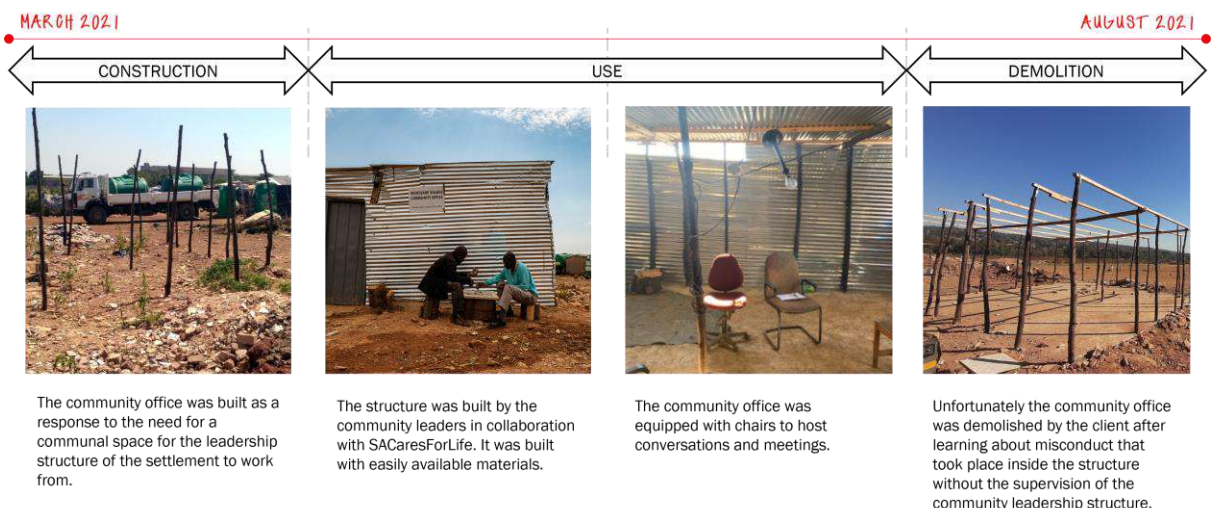 MARCH 2021
AUGUST 2021
CONSTRUCTION
USE
DEMOLITION
COMMUNITY OFFICE
The community office was built as a
response to the need for a
communal space for the leadership
structure of the settlement to work
from.
The structure was built by the
community leaders in collaboration
with SACaresForLife. It was built
with easily available materials.
The community office was
equipped with chairs to host
conversations and meetings.
Unfortunately the community office
was demolished by the client after
learning about misconduct that
took place inside the structure
without the supervision of the
community leadership structure.